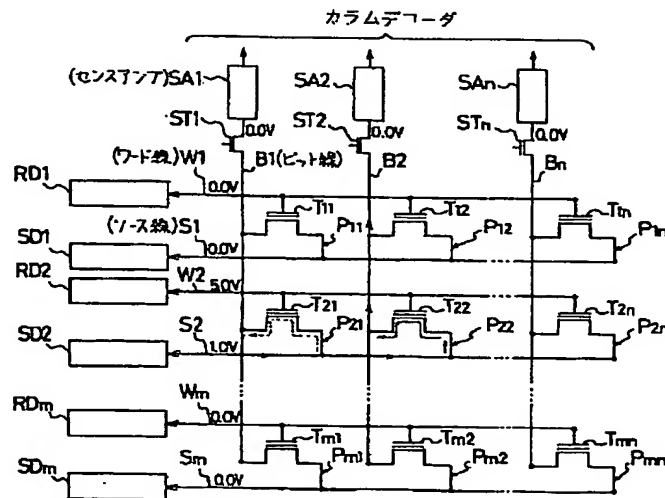 カラムデコーダ
(センスアンプ)SA1 SA2 SAn
0.0V 0.0V 0.0V
ST1 ST2 STn
(ワード線)W1 B1(ビット線) B2 Bn
RD1 0.0V
T11 T12 T1n
(ソース線)S1 P11 P12 P1n
SD1 0.0V
RD2 W2 5.0V
T21 T22 T2n
S2 P21 P22 P2n
SD2 1.0V
Wm
RDm 0.0V
Tm1 Tm2 Tmn
Sm Pm1 Pm2 Pmn
SDm 0.0V